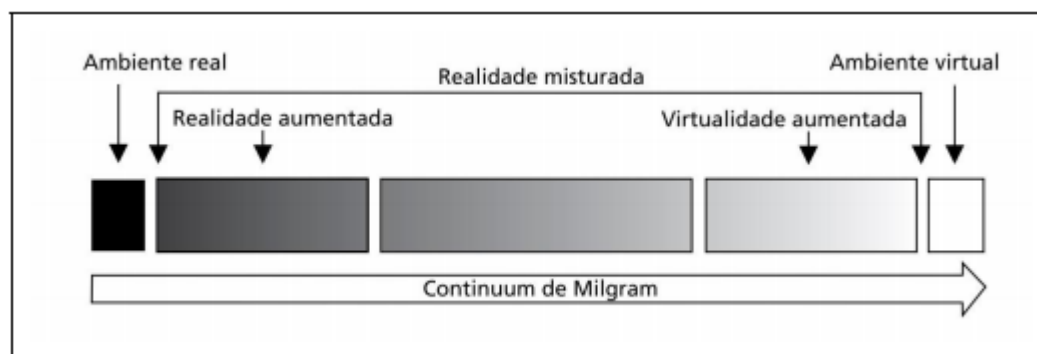 Ambiente real
Realidade misturada
Ambiente virtual
Realidade aumentada
Virtualidade aumentada
Continuum de Milgram